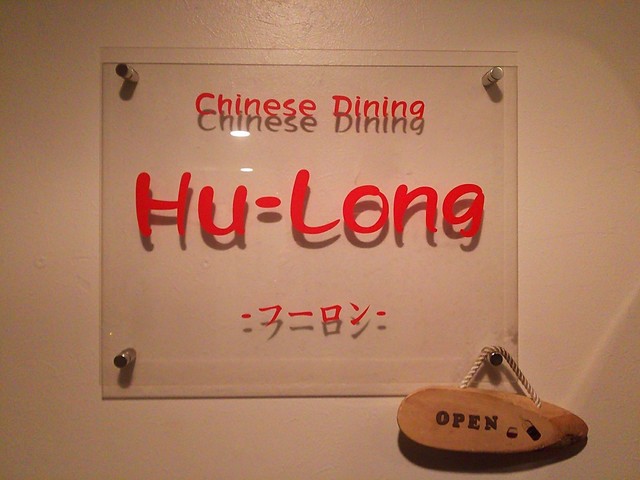 Chinese Dining
Hu=Long
-フーロン-
OPEN